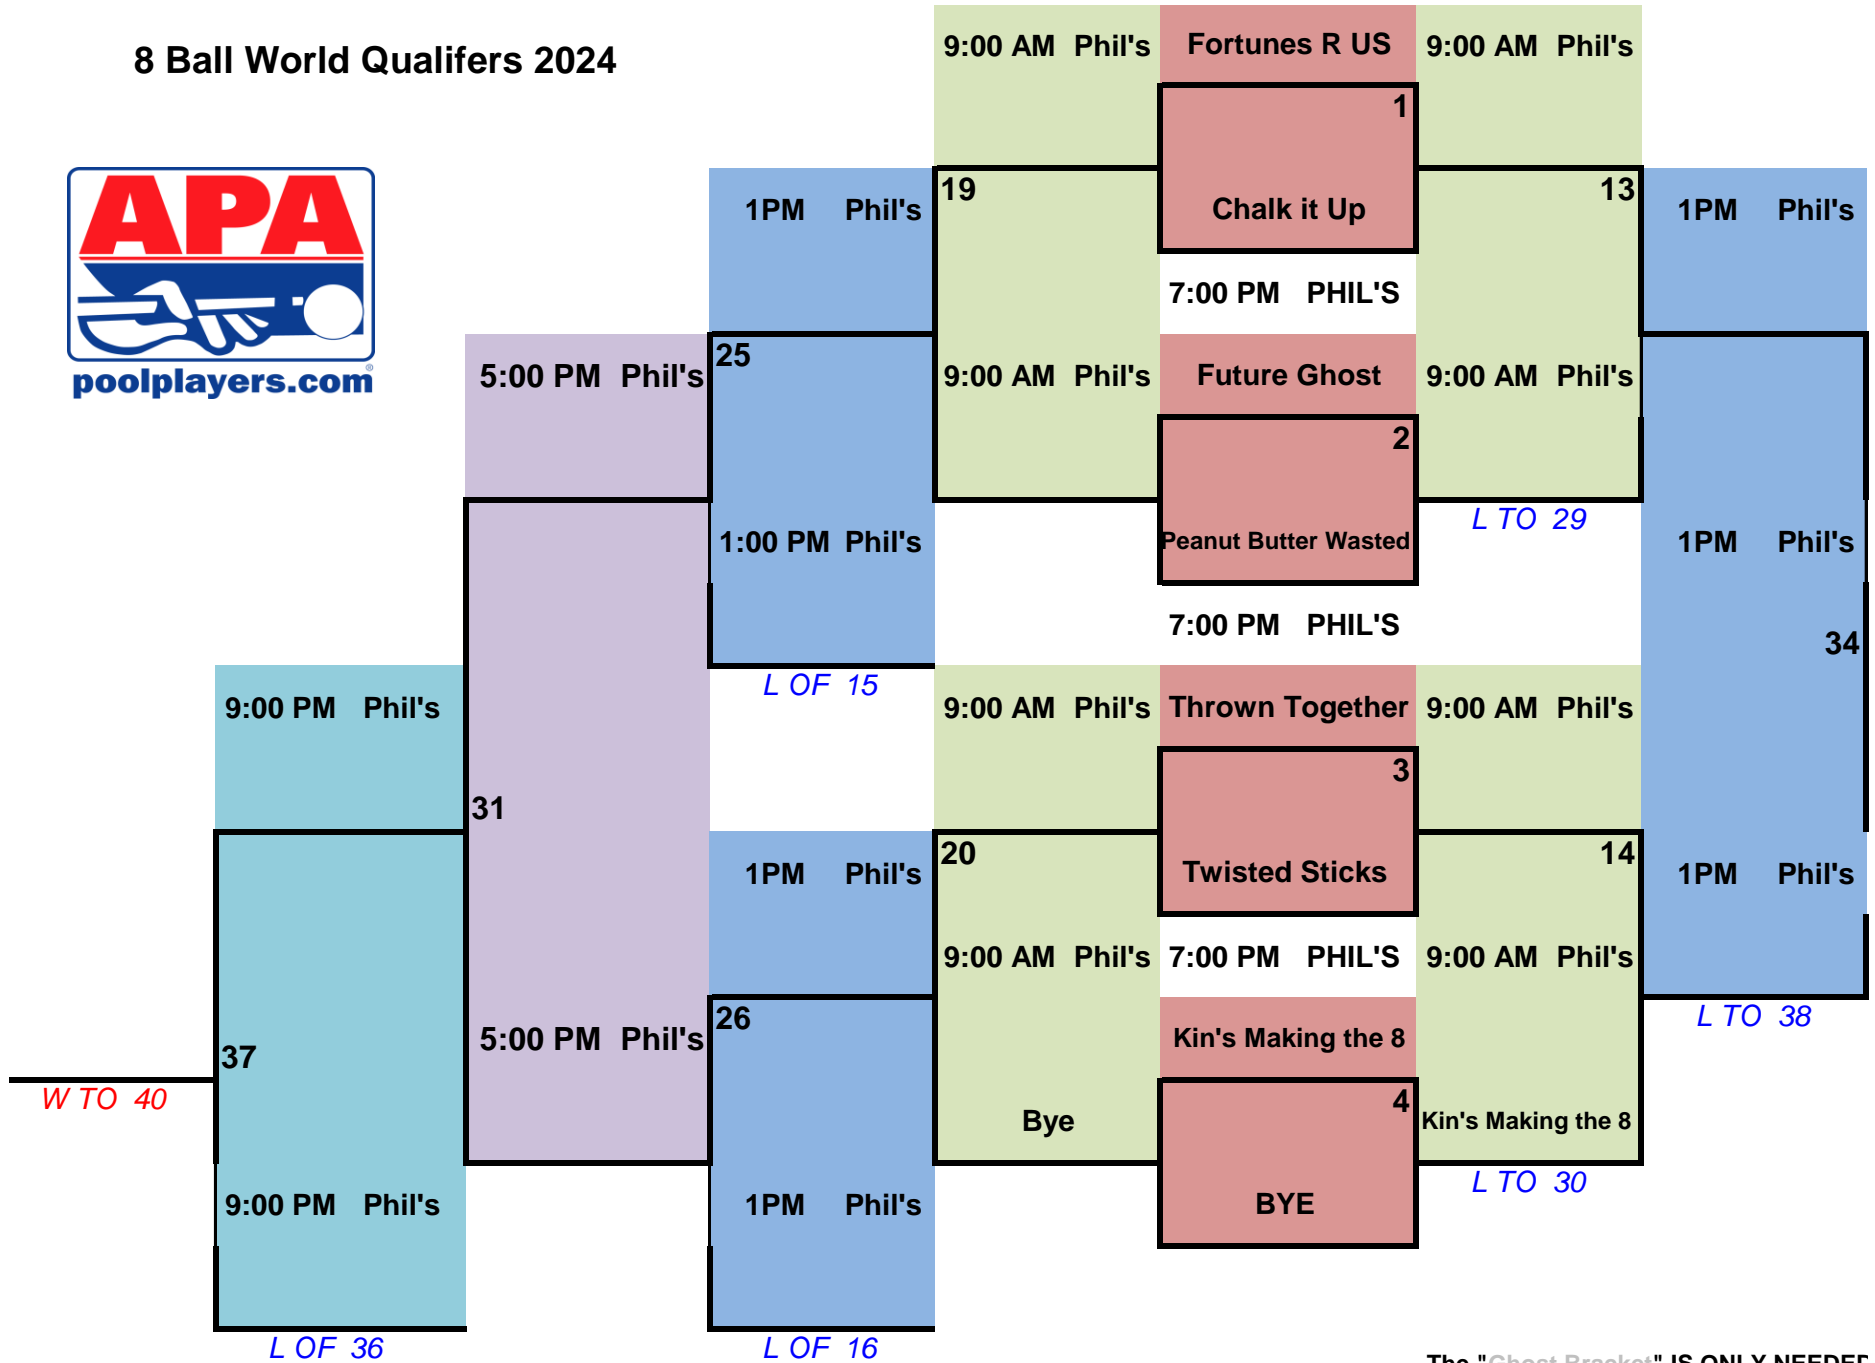 8 Ball World Qualifers 2024
9:00 AM Phil's Fortunes R US 9:00 AM Phil's
1
APA
poolplayers.com
1PM Phil's 19 Chalk it Up 13 1PM Phil's
7:00 PM PHIL'S
5:00 PM Phil's 25 9:00 AM Phil's Future Ghost 9:00 AM Phil's
2
L TO 29
1:00 PM Phil's Peanut Butter Wasted 1PM Phil's
7:00 PM PHIL'S
34
L OF 15
9:00 PM Phil's 9:00 AM Phil's Thrown Together 9:00 AM Phil's
3
31
20 14
1PM Phil's Twisted Sticks 1PM Phil's
9:00 AM Phil's 7:00 PM PHIL'S 9:00 AM Phil's
26 L TO 38
5:00 PM Phil's Kin's Making the 8
37
W TO 40 4
Bye Kin's Making the 8
L TO 30
9:00 PM Phil's 1PM Phil's BYE
L OF 36 L OF 16
The "Ghost Bracket" IS ONLY NEEDED